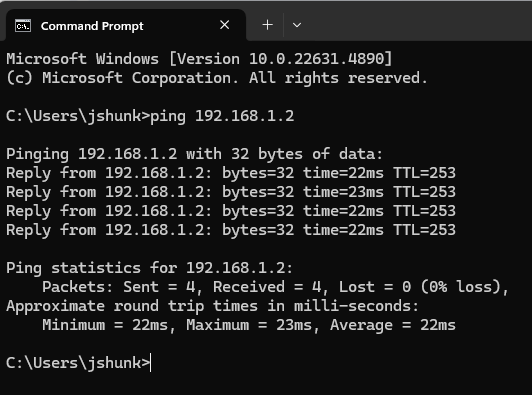 Command Prompt
Microsoft Windows [Version 10.0.22631.4890]
(c) Microsoft Corporation. All rights reserved.
C:\Users\jshunk>ping 192.168.1.2
Pinging 192.168.1.2 with 32 bytes of data:
Reply from 192.168.1.2: bytes=32 time=22ms TTL=253
Reply from 192.168.1.2: bytes=32 time=23ms TTL=253
Reply from 192.168.1.2: bytes=32 time=22ms TTL=253
Reply from 192.168.1.2: bytes=32 time=22ms TTL=253
Ping statistics for 192.168.1.2:
    Packets: Sent = 4, Received = 4, Lost = 0 (0% loss),
Approximate round trip times in milli-seconds:
    Minimum = 22ms, Maximum = 23ms, Average = 22ms
C:\Users\jshunk>